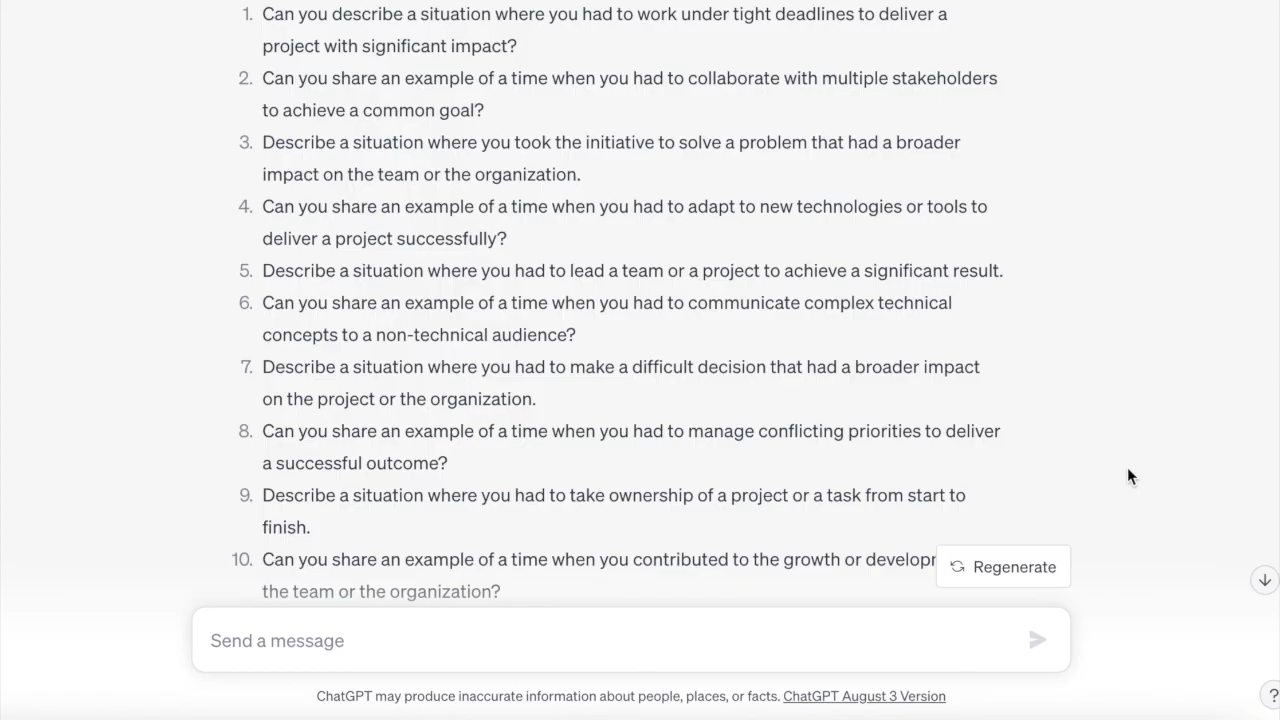 1. Can you describe a situation where you had to work under tight deadlines to deliver a
project with significant impact?
2. Can you share an example of a time when you had to collaborate with multiple stakeholders
to achieve a common goal?
3. Describe a situation where you took the initiative to solve a problem that had a broader
impact on the team or the organization.
4. Can you share an example of a time when you had to adapt to new technologies or tools to
deliver a project successfully?
5. Describe a situation where you had to lead a team or a project to achieve a significant result.
6. Can you share an example of a time when you had to communicate complex technical
concepts to a non-technical audience?
7. Describe a situation where you had to make a difficult decision that had a broader impact
on the project or the organization.
8. Can you share an example of a time when you had to manage conflicting priorities to deliver
a successful outcome?
9. Describe a situation where you had to take ownership of a project or a task from start to
finish.
10. Can you share an example of a time when you contributed to the growth or
the team or the organization?
Regenerate
Send a message
ChatGPT may produce inaccurate information about people, places, or facts. ChatGPT August 3 Version
?